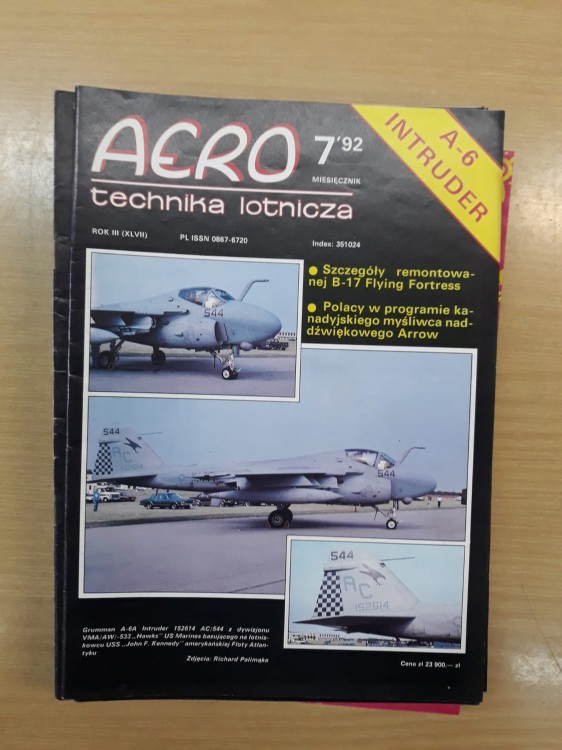 AERO
7'92
MIESIĘCZNIK
technika lotnicza
A-6
INTRUDER
ROK III (XLVII) PL ISSN 0867-6720 Index: 351024
● Szczegóły remontowa-
nej B-17 Flying Fortress
● Polacy w programie ka-
nadyjskiego myśliwca nad-
dźwiękowego Arrow
544
544
AC
152614
544
544
AC
152614
Grumman A-6A Intruder 152614 AC/544 z dywizjonu
VMA/AW/-533 „Hawks" US Marines bazującego na lotnis-
kowcu USS „John F. Kennedy" amerykańskiej Floty Atlan-
tyku
Zdjęcia: Richard Palimąka
Cena zł 23 900.— zł